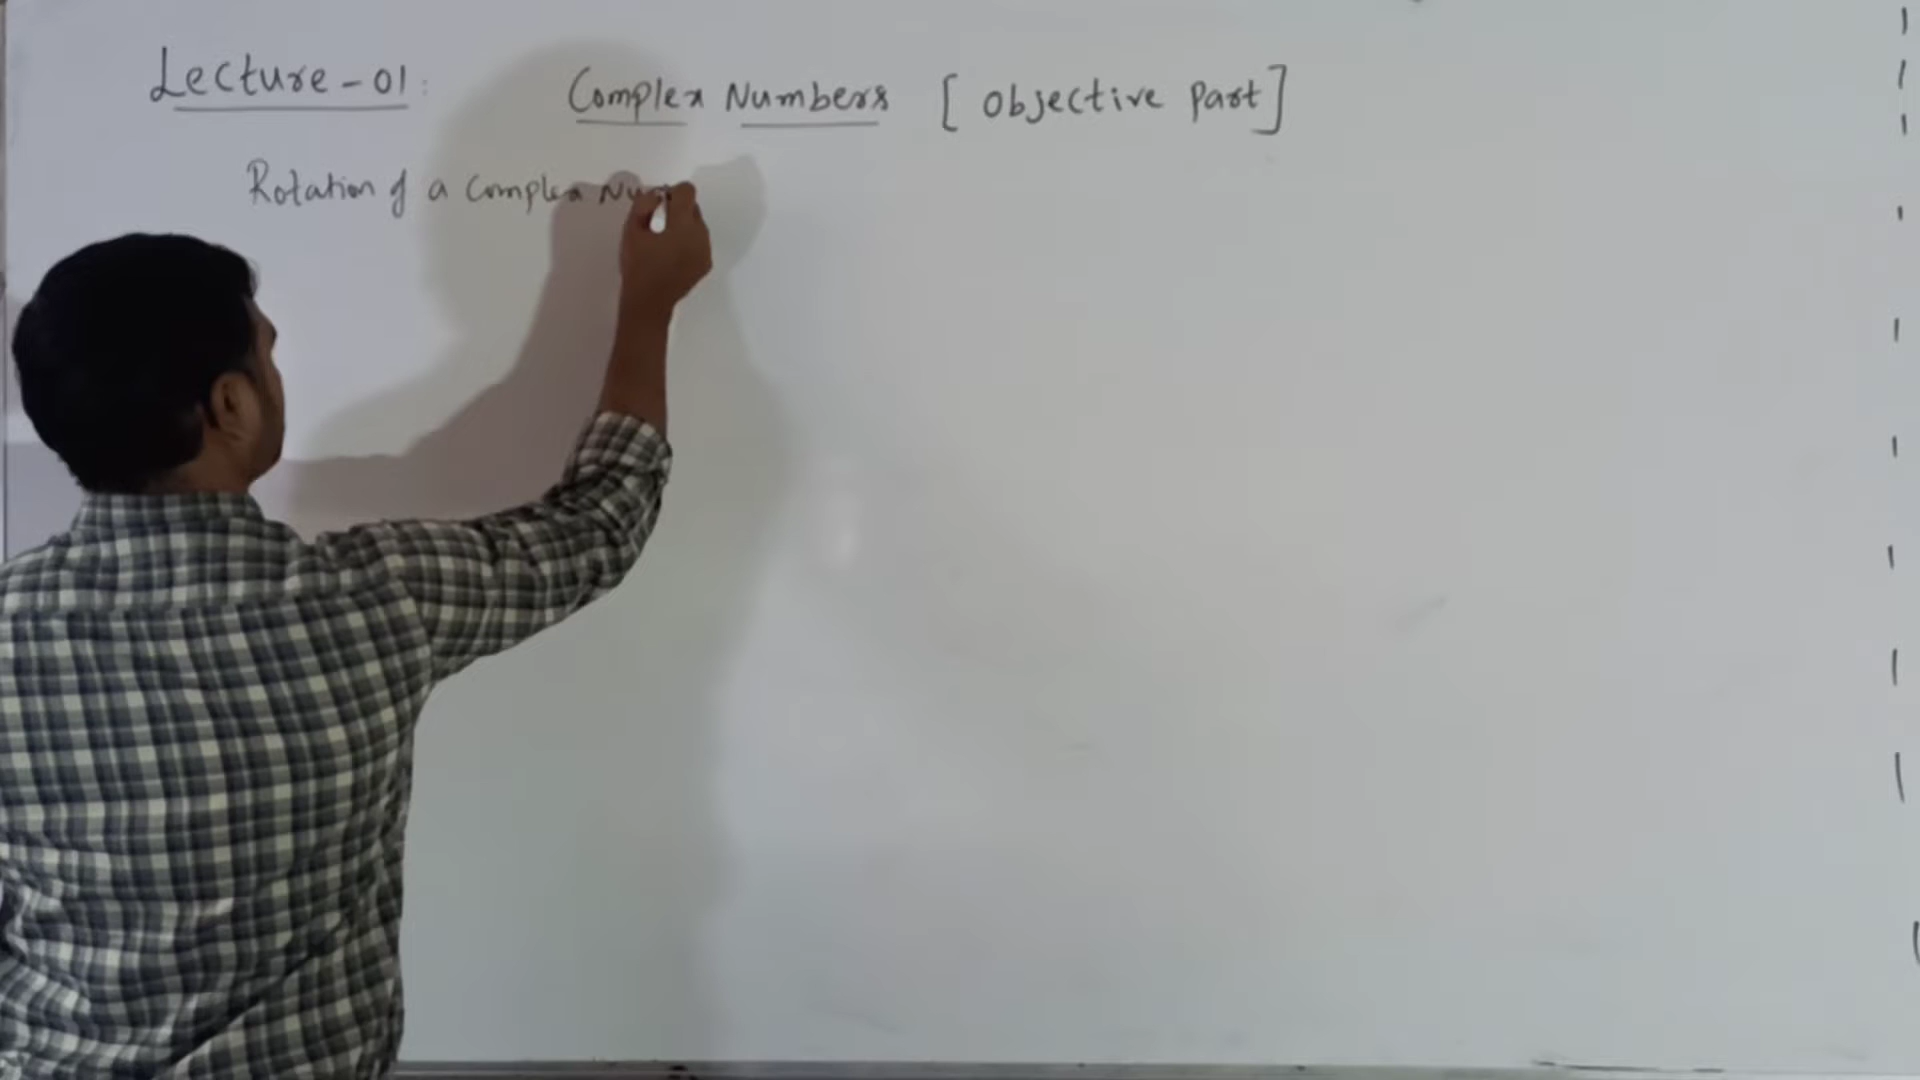 Lecture-01: Complex Numbers [Objective Part]
Rotation of a Complex Num